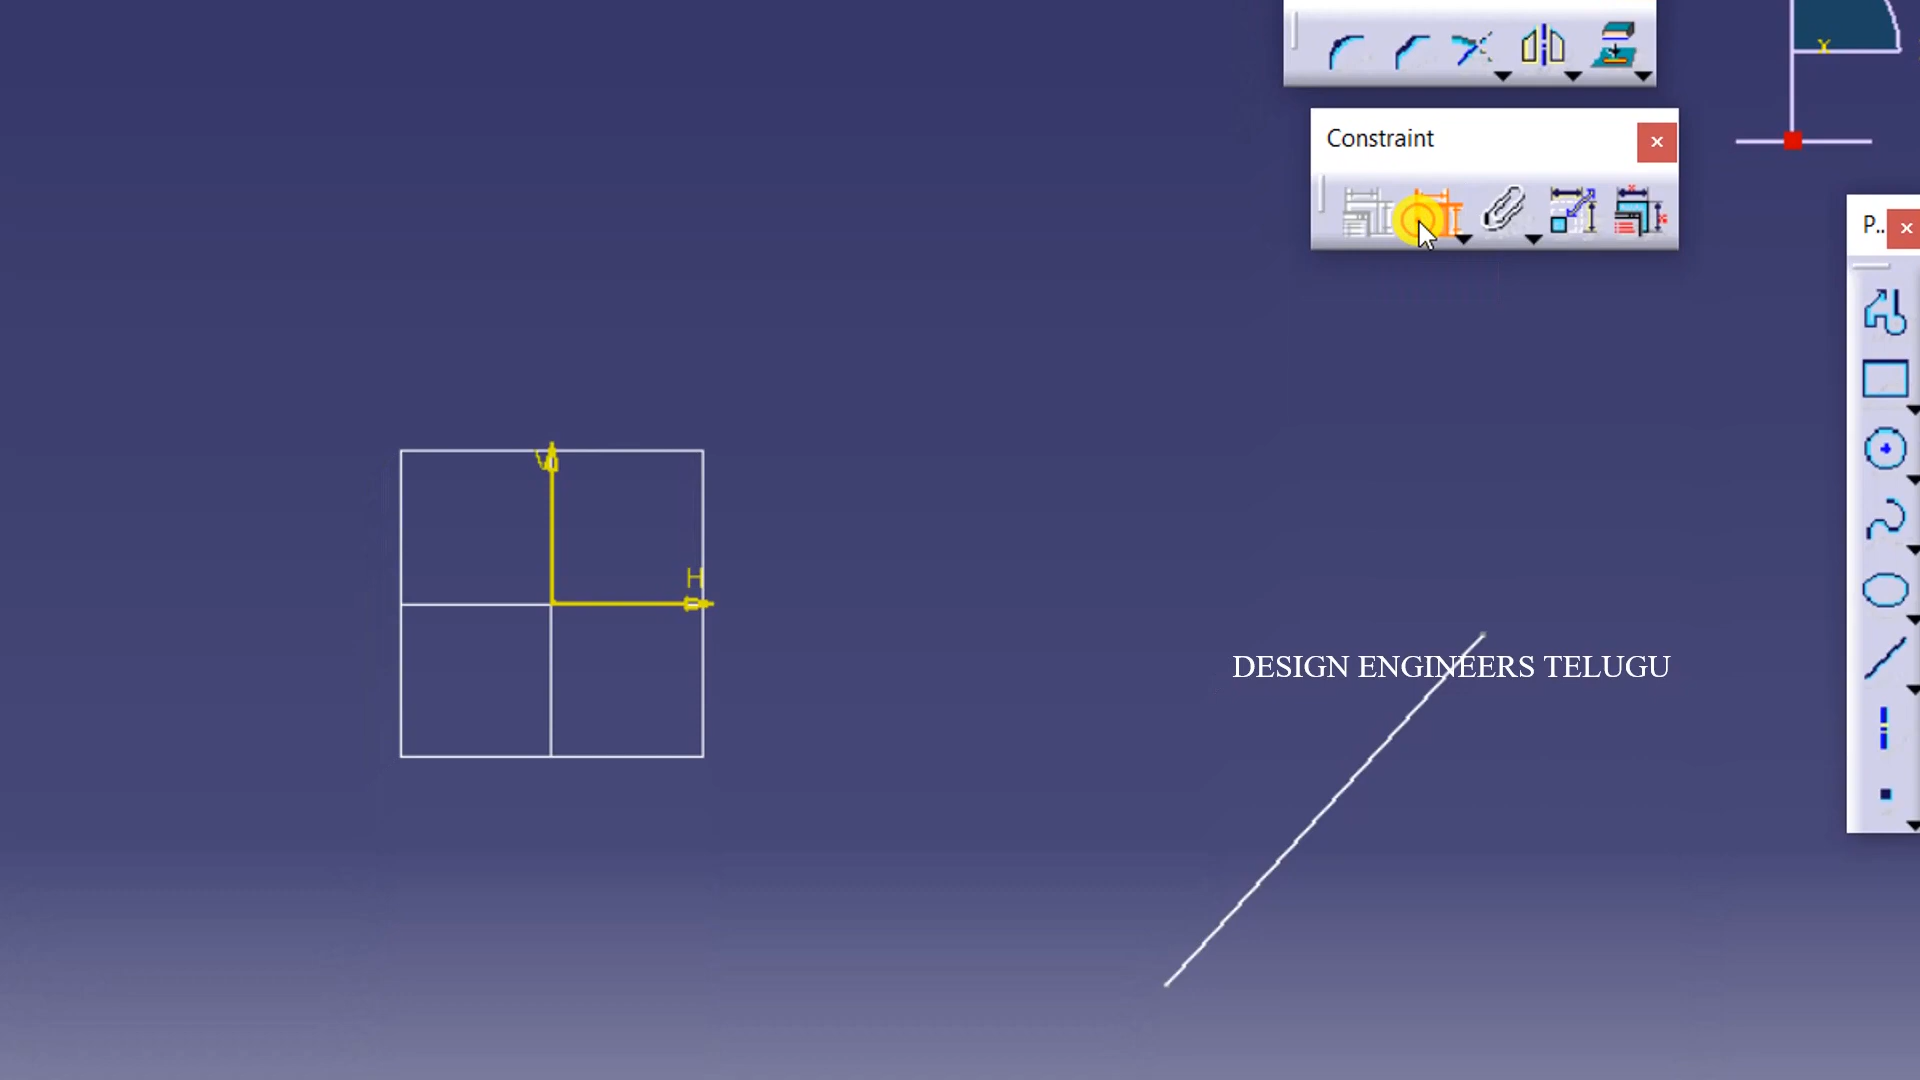 x
Constraint
P..
V
H
DESIGN ENGINEERS TELUGU